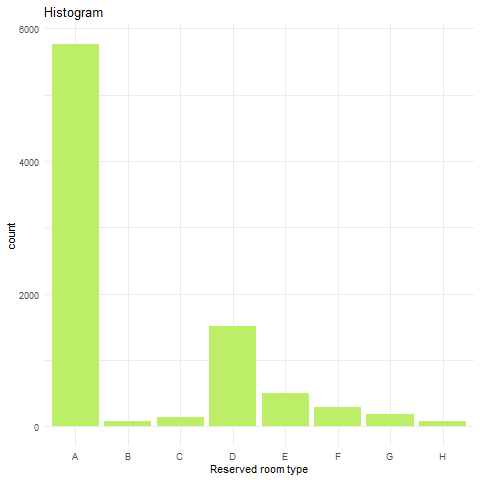 Histogram
6000
4000
2000
0
count
A B C D E F G H
Reserved room type